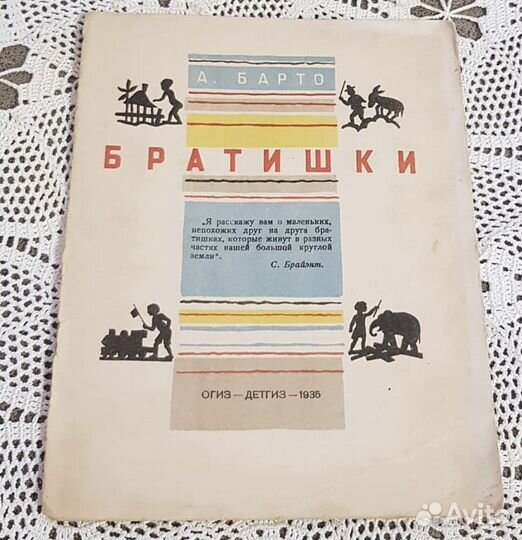 А. БАРТО
БРАТИШКИ
„Я расскажу вам о маленьких,
непохожих друг на друга бра-
тишках, которые живут в разных
частях нашей большой круглой
земли“.
С. Брайэнт.
ОГИЗ — ДЕТГИЗ — 1935
Avito